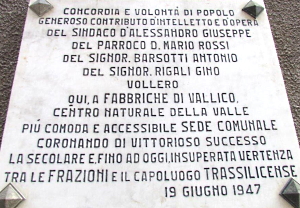 CONCORDIA E VOLONTÁ DI POPOLO
GENEROSO CONTRIBUTO D'INTELLETTO E D'OPERA
DEL SINDACO D'ALESSANDRO GIUSEPPE
DEL PARROCO D. MARIO ROSSI
DEL SIGNOR. BARSOTTI ANTONIO
DEL SIGNOR. RIGALI GINO
VOLLERO
QUI, A FABBRICHE DI VALLICO,
CENTRO NATURALE DELLA VALLE
PIÚ COMODA E ACCESSIBILE SEDE COMUNALE
CORONANDO DI VITTORIOSO SUCCESSO
LA SECOLARE E, FINO AD OGGI, INSUPERATA VERTENZA
TRA LE FRAZIONI E IL CAPOLUOGO TRASSILICENSE
19 GIUGNO 1947